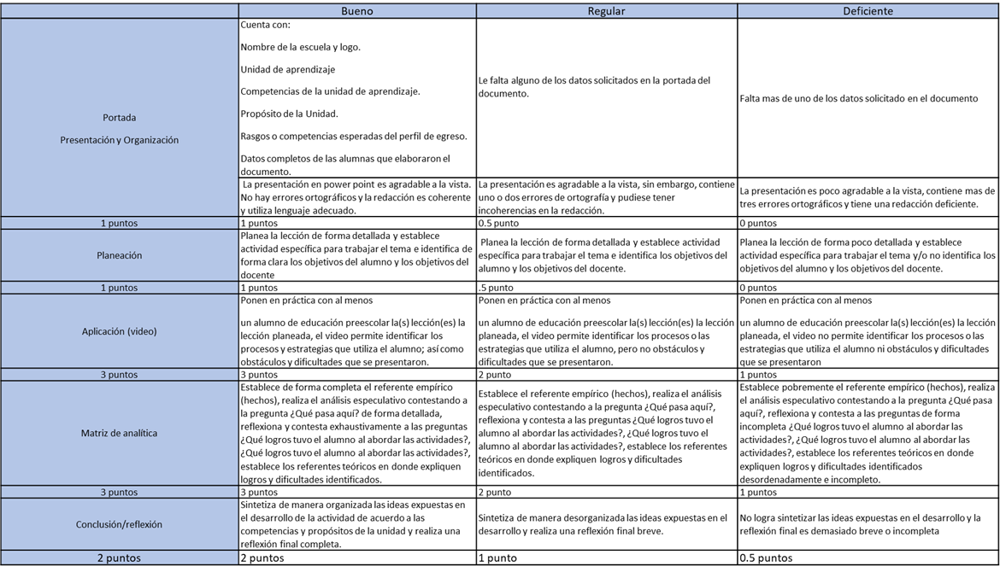 Bueno
Regular
Deficiente
Portada
Presentación y Organización
Cuenta con:
Nombre de la escuela y logo.
Unidad de aprendizaje
Competencias de la unidad de aprendizaje.
Propósito de la Unidad.
Rasgos o competencias esperadas del perfil de egreso.
Datos completos de las alumnas que elaboraron el
documento.
Le falta alguno de los datos solicitados en la portada del
documento.
Falta mas de uno de los datos solicitado en el documento
La presentación en power point es agradable a la vista.
No hay errores ortográficos y la redacción es coherente
y utiliza lenguaje adecuado.
La presentación es agradable a la vista, sin embargo, contiene
uno o dos errores de ortografía y pudiese tener
incoherencias en la redacción.
La presentación es poco agradable a la vista, contiene mas de
tres errores ortográficos y tiene una redacción deficiente.
1 puntos
1 puntos
0.5 punto
0 puntos
Planeación
Planea la lección de forma detallada y establece
actividad específica para trabajar el tema e identifica de
forma clara los objetivos del alumno y los objetivos del
docente
Planea la lección de forma detallada y establece actividad
específica para trabajar el tema e identifica los objetivos del
alumno y los objetivos del docente.
Planea la lección de forma poco detallada y establece
actividad específica para trabajar el tema y/o no identifica los
objetivos del alumno y los objetivos del docente.
1 puntos
1 puntos
.5 punto
0 puntos
Aplicación (video)
Ponen en práctica con al menos
un alumno de educación preescolar la(s) lección(es) la
lección planeada, el video permite identificar los
procesos y estrategias que utiliza el alumno; así como
obstáculos y dificultades que se presentaron.
Ponen en práctica con al menos
un alumno de educación preescolar la(s) lección(es) la lección
planeada, el video permite identificar los procesos o las
estrategias que utiliza el alumno, pero no obstáculos y
dificultades que se presentaron.
Ponen en práctica con al menos
un alumno de educación preescolar la(s) lección(es) la lección
planeada, el video no permite identificar los procesos o las
estrategias que utiliza el alumno ni obstáculos y dificultades
que se presentaron
3 puntos
3 puntos
2 punto
1 puntos
Matriz de analítica
Establece de forma completa el referente empírico
(hechos), realiza el análisis especulativo contestando a
la pregunta ¿Qué pasa aquí? de forma detallada,
reflexiona y contesta exhaustivamente a las preguntas
¿Qué logros tuvo el alumno al abordar las actividades?,
¿Qué logros tuvo el alumno al abordar las actividades?,
establece los referentes teóricos en donde expliquen
logros y dificultades identificados.
Establece el referente empírico (hechos), realiza el análisis
especulativo contestando a la pregunta ¿Qué pasa aquí?,
reflexiona y contesta a las preguntas ¿Qué logros tuvo el
alumno al abordar las actividades?, ¿Qué logros tuvo el
alumno al abordar las actividades?, establece los referentes
teóricos en donde expliquen logros y dificultades
identificados.
Establece pobremente el referente empírico (hechos), realiza
el análisis especulativo contestando a la pregunta ¿Qué pasa
aquí?, reflexiona y contesta a las preguntas de forma
incompleta ¿Qué logros tuvo el alumno al abordar las
actividades?, ¿Qué logros tuvo el alumno al abordar las
actividades?, establece los referentes teóricos en donde
expliquen logros y dificultades identificados
desordenadamente e incompleto.
3 puntos
3 puntos
2 punto
1 puntos
Conclusión/reflexión
Sintetiza de manera organizada las ideas expuestas en
el desarrollo de la actividad de acuerdo a las
competencias y propósitos de la unidad y realiza una
reflexión final completa.
Sintetiza de manera desorganizada las ideas expuestas en el
desarrollo y realiza una reflexión final breve.
No logra sintetizar las ideas expuestas en el desarrollo y la
reflexión final es demasiado breve o incompleta
2 puntos
2 puntos
1 punto
0.5 puntos